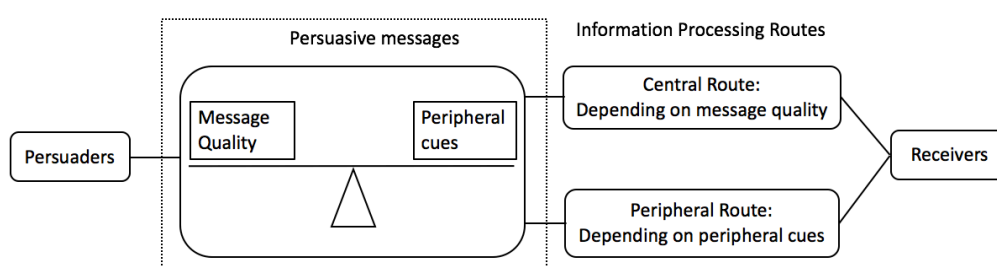 Persuasive messages
Information Processing Routes
Persuaders
Message
Quality
Peripheral
cues
Central Route:
Depending on message quality
Peripheral Route:
Depending on peripheral cues
Receivers